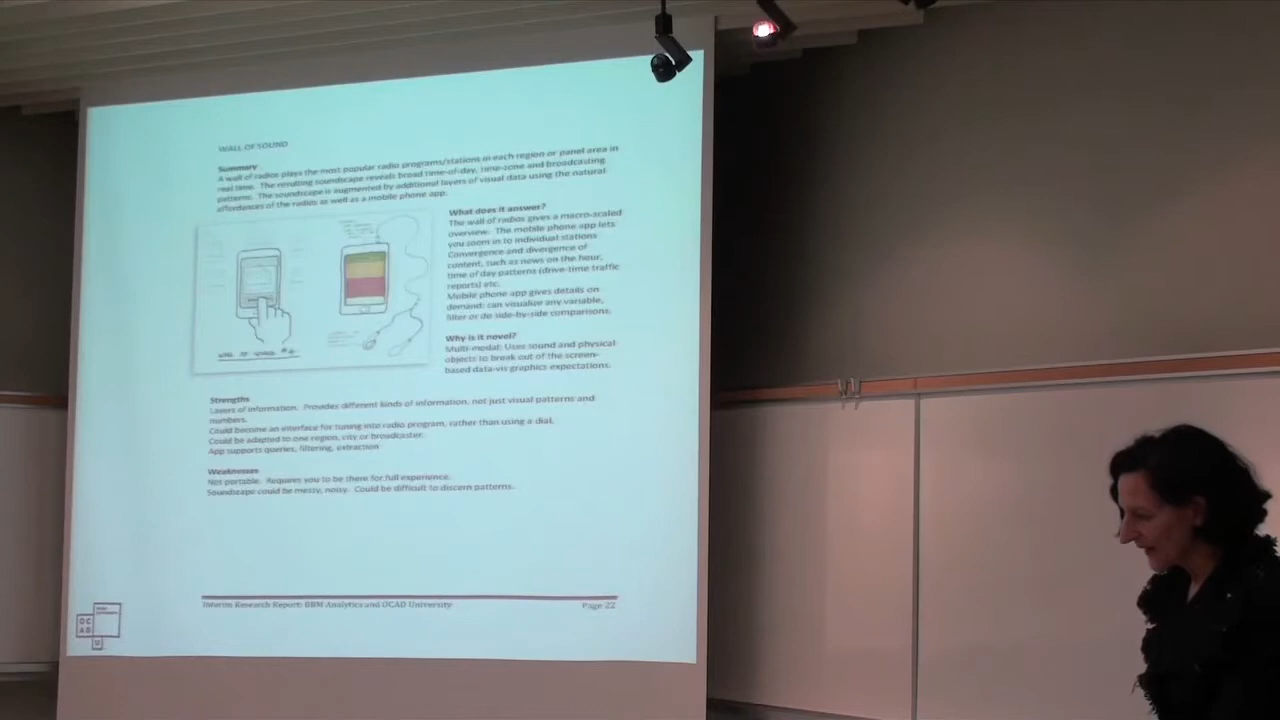 WALL OF SOUND
Summary
A wall of radios plays the most popular radio programs/stations in each region or panel area in
real time. The resulting soundscape reveals broad time-of-day, time-zone and broadcasting
patterns. The soundscape is augmented by additional layers of visual data using the natural
affordances of the radios as well as a mobile phone app.
What does it answer?
The wall of radios gives a macro-scaled
overview. The mobile phone app lets
you zoom in to individual stations
Convergence and divergence of
content, such as news on the hour,
time of day patterns (drive-time traffic
reports) etc.
Mobile phone app gives details on
demand: can visualize any variable,
filter or do side-by-side comparisons.
WALL OF SOUND
Why is it novel?
Multi-modal: Uses sound and physical
objects to break out of the screen-
based data-vis graphics expectations.
Strengths
Layers of information. Provides different kinds of information, not just visual patterns and
numbers.
Could become an interface for tuning into radio program, rather than using a dial.
Could be adapted to one region, city or broadcaster.
App supports queries, filtering, extraction
Weaknesses
Not portable. Requires you to be there for full experience.
Soundscape could be messy, noisy. Could be difficult to discern patterns.
Interim Research Report: BBM Analytics and OCAD University Page 22
OC
AD
U